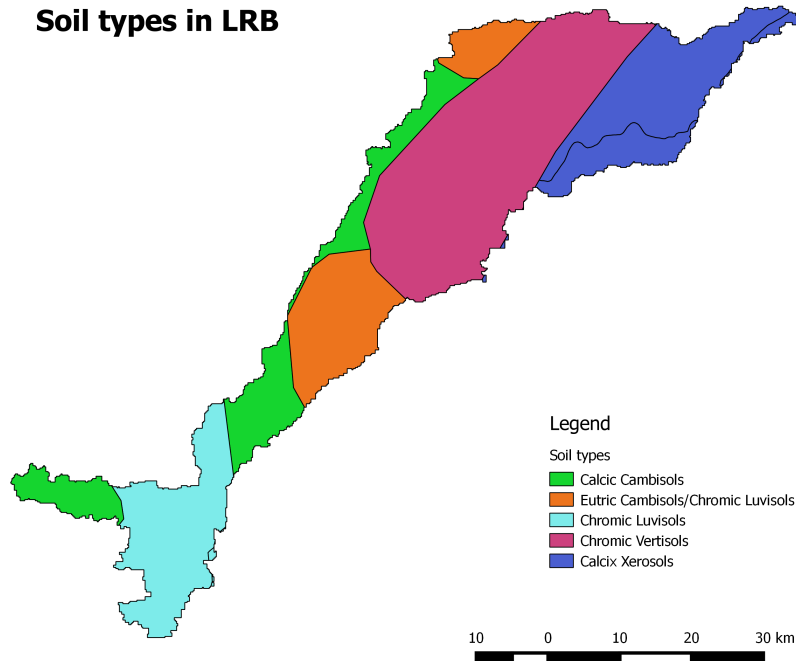 Soil types in LRB
Legend
Soil types
Calcic Cambisols
Eutric Cambisols/Chromic Luvisols
Chromic Luvisols
Chromic Vertisols
Calcix Xerosols
10 0 10 20 30 km